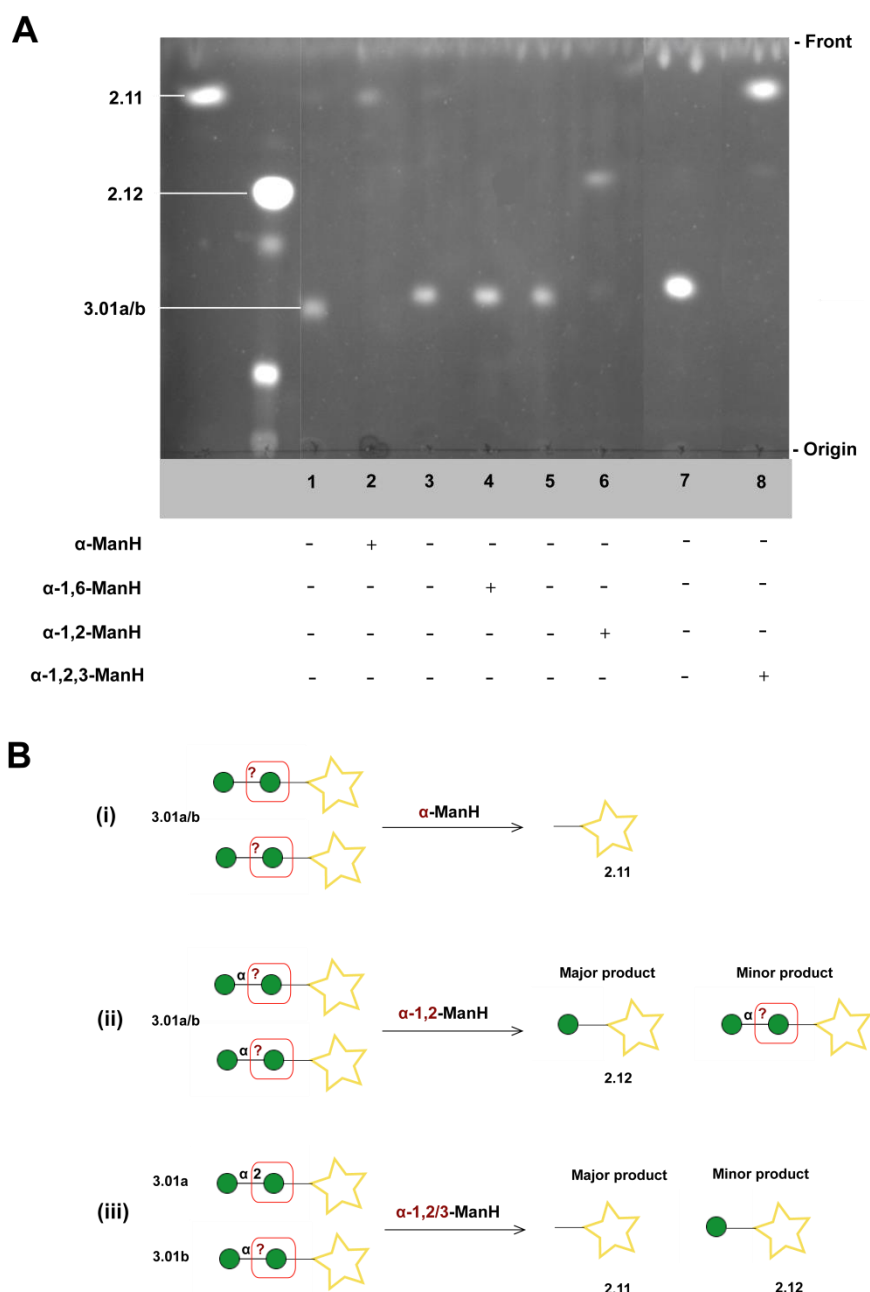 A
- Front
2.11
2.12
3.01a/b
- Origin
1 2 3 4 5 6 7 8
α-ManH - + - - - - - -
α-1,6-ManH - - - + - - - -
α-1,2-ManH - - - - - + - -
α-1,2,3-ManH - - - - - - - +
B
(i) 3.01a/b ? ? α-ManH 2.11
(ii) 3.01a/b α ? α ? α-1,2-ManH Major product 2.12 Minor product α ?
(iii) 3.01a α 2 3.01b α ? α-1,2/3-ManH Major product 2.11 Minor product 2.12